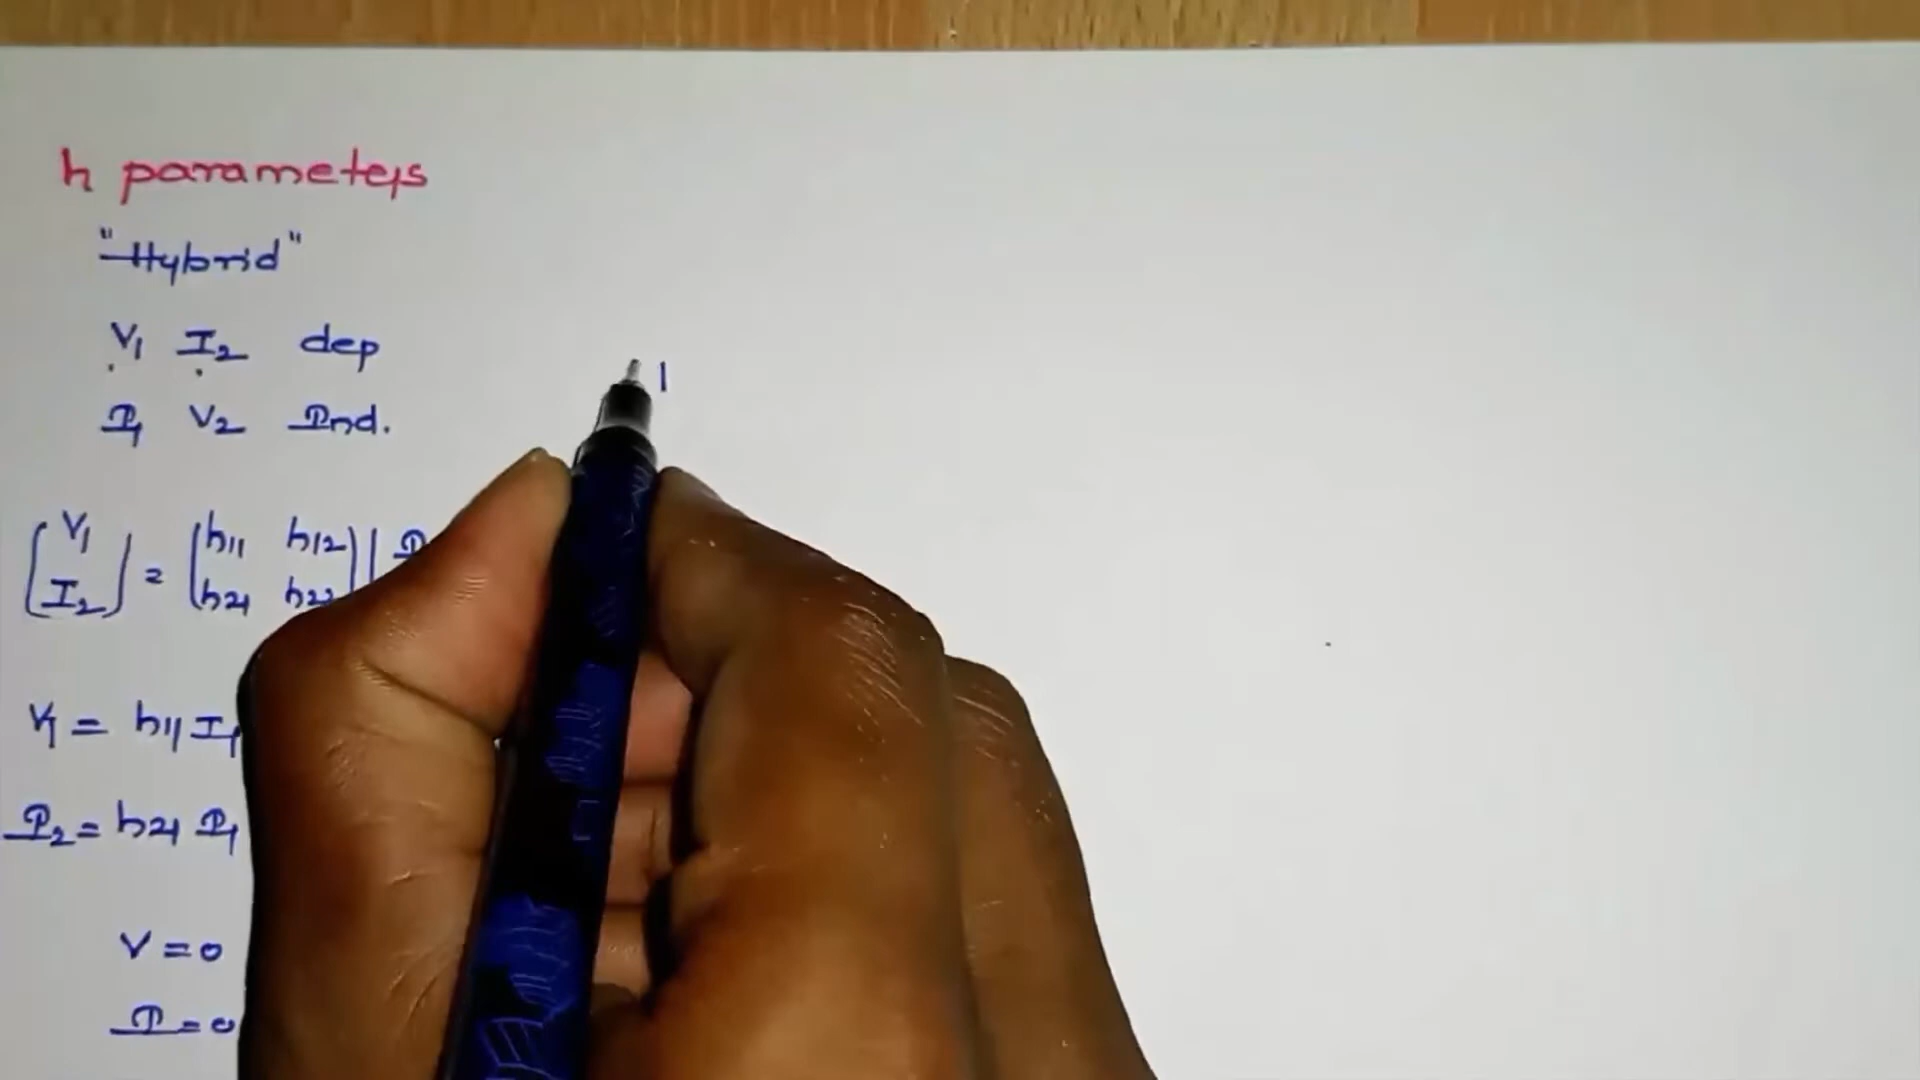 h parameters
"Hybrid"
V1 I2 dep
I1 V2 Ind.
[V1 I2] = [h11 h12 h21 h22] [I
V1 = h11 I1
I2 = h21 I1
V = 0
I = 0
1